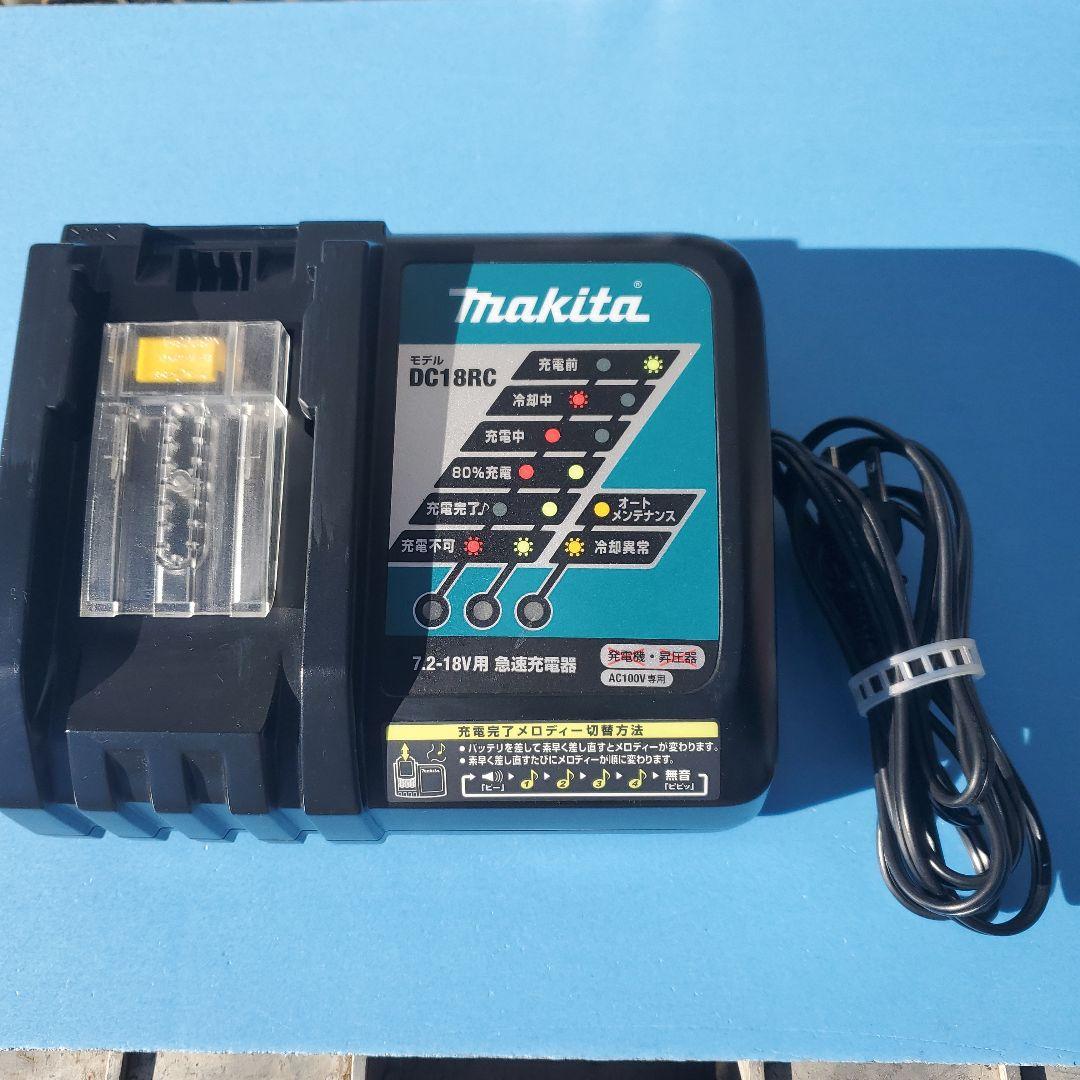 makita®
モデル
DC18RC
充電前
冷却中
充電中
80%充電
充電完了♪
オート
メンテナンス
充電不可
冷却異常
7.2-18V用 急速充電器
発電機・昇圧器
AC100V専用
充電完了メロディー切替方法
● バッテリを差して素早く差し直すとメロディーが変わります。
● 素早く差し直すたびにメロディーが順に変わります。
makita
1 2 3 4 無音
「ピー」
「ピピッ」